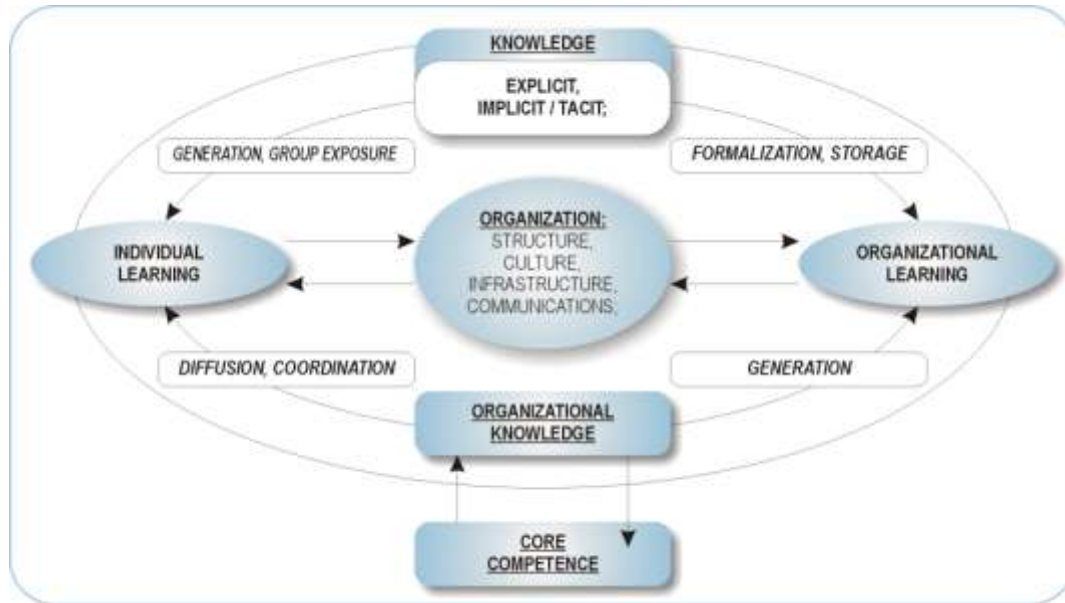 KNOWLEDGE
EXPLICIT,
IMPLICIT / TACIT;
GENERATION, GROUP EXPOSURE
FORMALIZATION, STORAGE
INDIVIDUAL
LEARNING
ORGANIZATION:
STRUCTURE,
CULTURE,
INFRASTRUCTURE,
COMMUNICATIONS;
ORGANIZATIONAL
LEARNING
DIFFUSION, COORDINATION
GENERATION
ORGANIZATIONAL
KNOWLEDGE
CORE
COMPETENCE